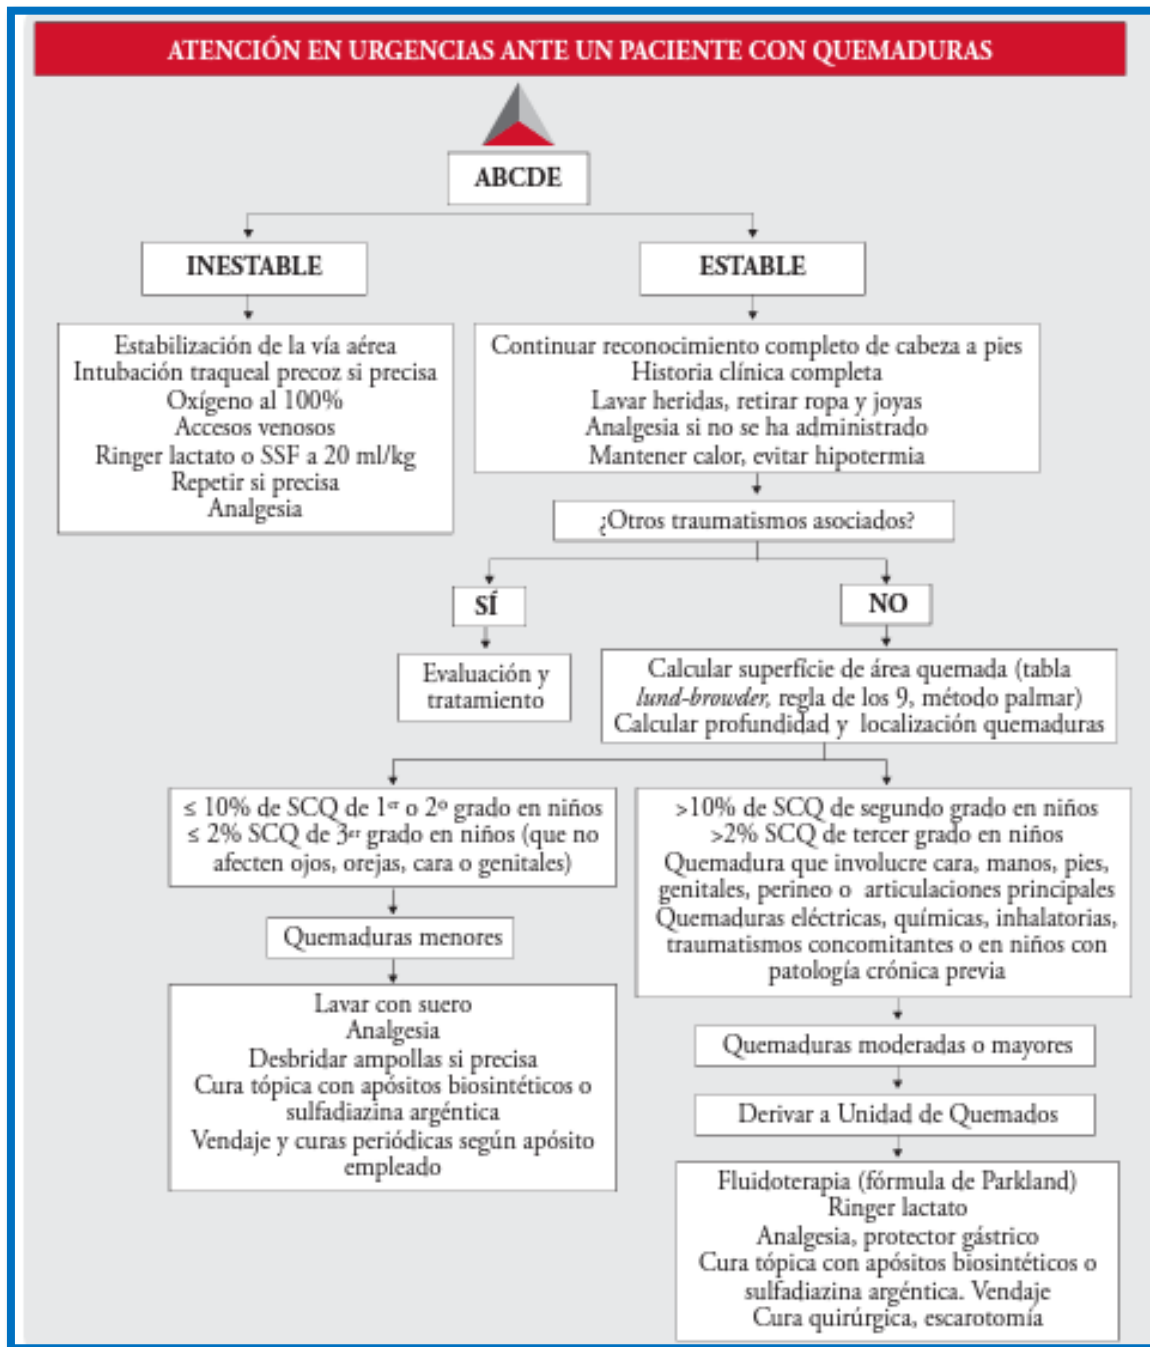 ATENCIÓN EN URGENCIAS ANTE UN PACIENTE CON QUEMADURAS
ABCDE
INESTABLE
Estabilización de la vía aérea
Intubación traqueal precoz si precisa
Oxígeno al 100%
Accesos venosos
Ringer lactato o SSF a 20 ml/kg
Repetir si precisa
Analgesia
ESTABLE
Continuar reconocimiento completo de cabeza a pies
Historia clínica completa
Lavar heridas, retirar ropa y joyas
Analgesia si no se ha administrado
Mantener calor, evitar hipotermia
¿Otros traumatismos asociados?
SÍ
Evaluación y
tratamiento
NO
Calcular superfície de área quemada (tabla
lund-browder, regla de los 9, método palmar)
Calcular profundidad y localización quemaduras
≤ 10% de SCQ de 1er o 2º grado en niños
≤ 2% SCQ de 3er grado en niños (que no
afecten ojos, orejas, cara o genitales)
Quemaduras menores
Lavar con suero
Analgesia
Desbridar ampollas si precisa
Cura tópica con apósitos biosintéticos o
sulfadiazina argéntica
Vendaje y curas periódicas según apósito
empleado
>10% de SCQ de segundo grado en niños
>2% SCQ de tercer grado en niños
Quemadura que involucre cara, manos, pies,
genitales, perineo o articulaciones principales
Quemaduras eléctricas, químicas, inhalatorias,
traumatismos concomitantes o en niños con
patología crónica previa
Quemaduras moderadas o mayores
Derivar a Unidad de Quemados
Fluidoterapia (fórmula de Parkland)
Ringer lactato
Analgesia, protector gástrico
Cura tópica con apósitos biosintéticos o
sulfadiazina argéntica. Vendaje
Cura quirúrgica, escarotomía